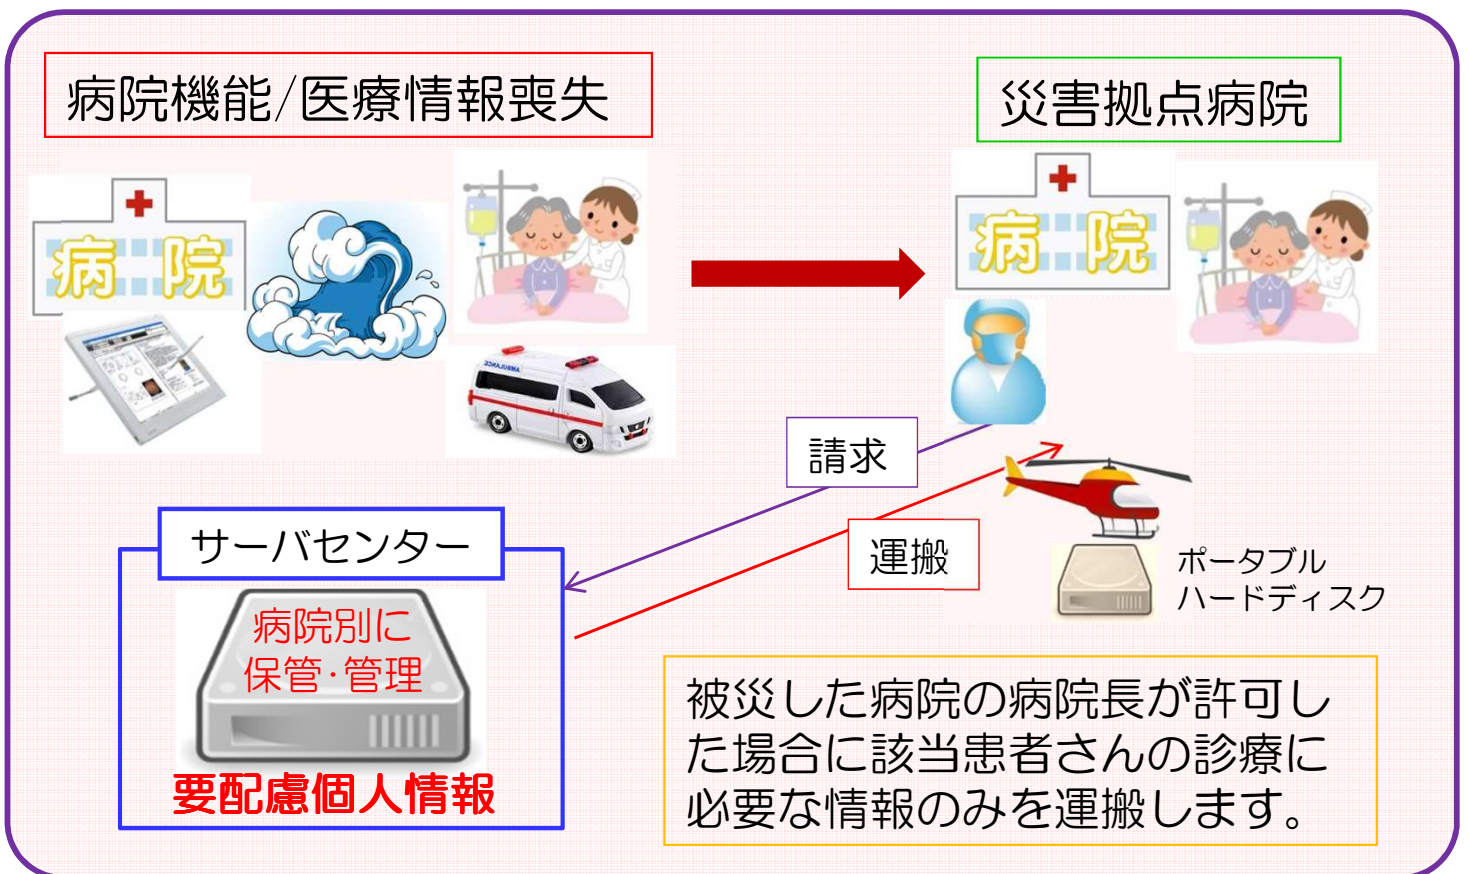 病院機能/医療情報喪失
災害拠点病院
病院
病院
AMBULANCE
請求
運搬
サーバセンター
ポータブル
ハードディスク
病院別に
保管・管理
要配慮個人情報
被災した病院の病院長が許可し
た場合に該当患者さんの診療に
必要な情報のみを運搬します。